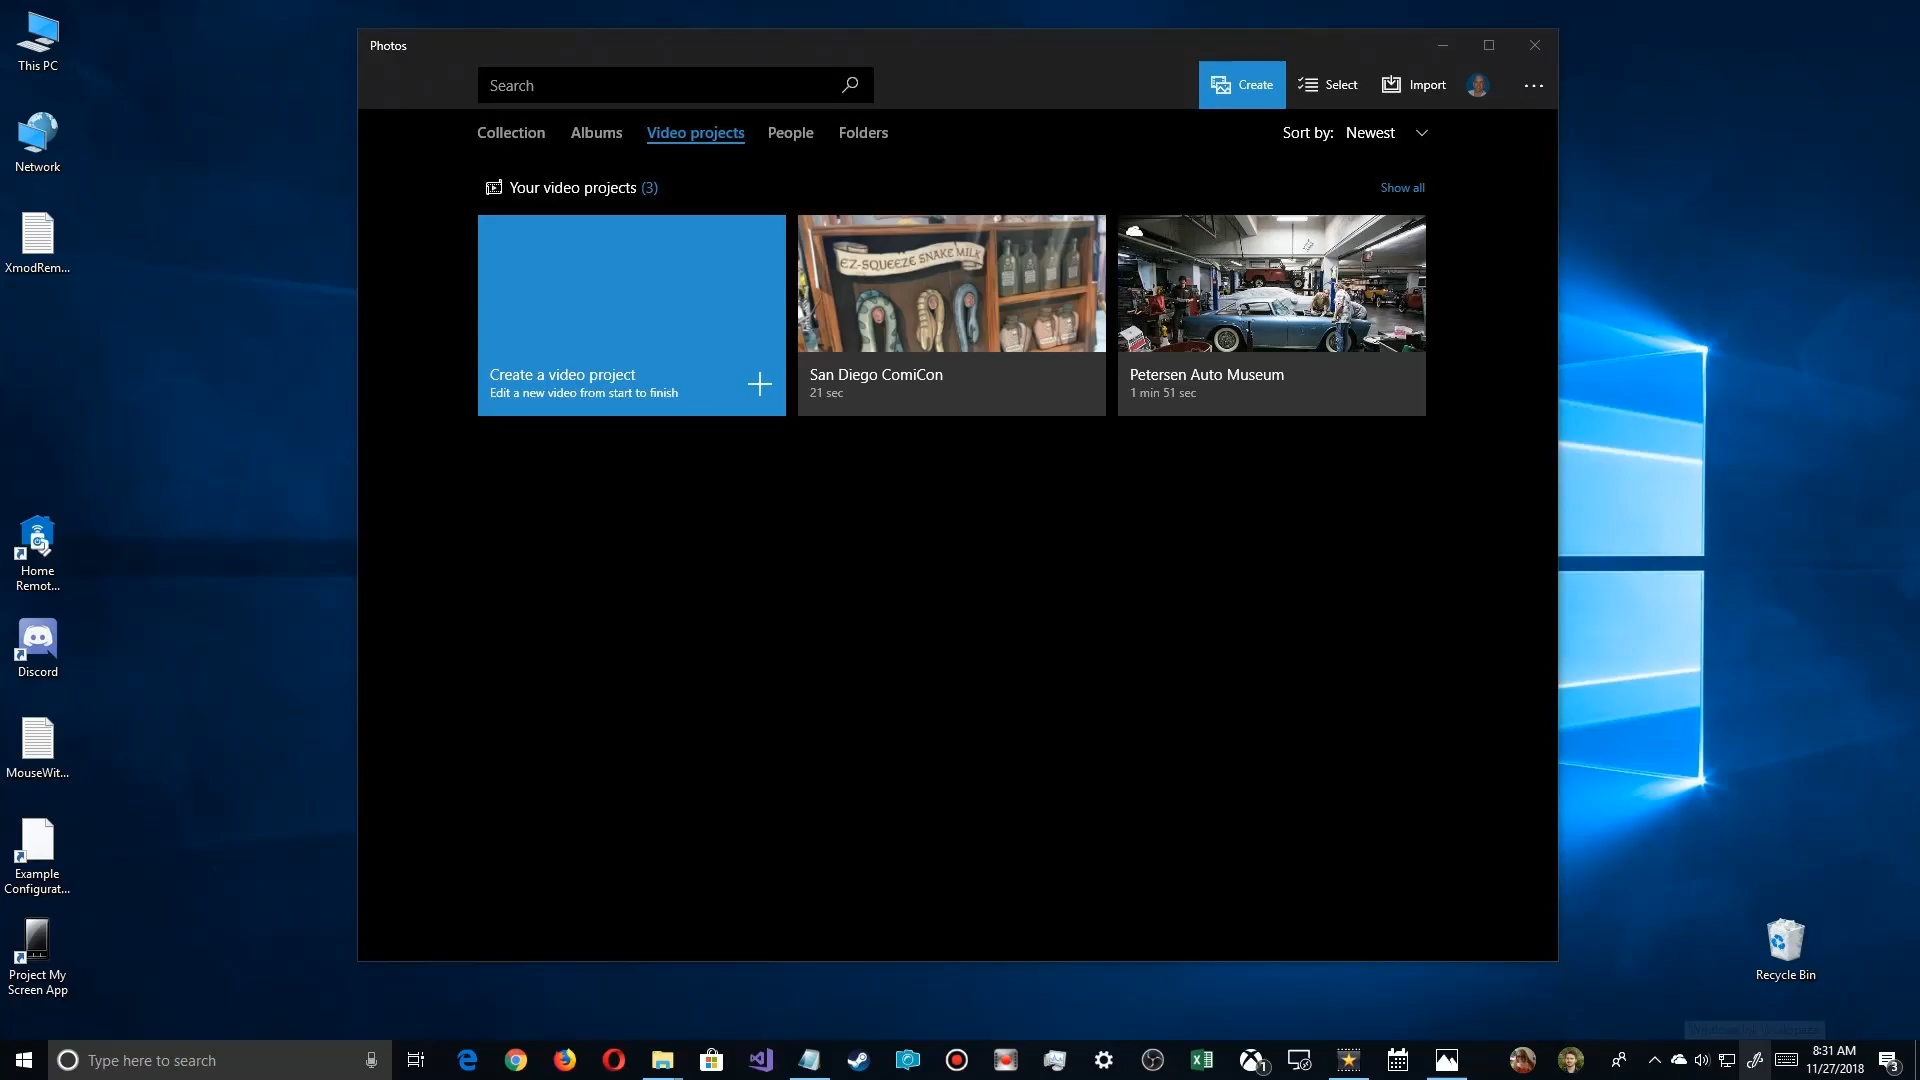 This PC
Network
XmodRem...
Home
Remot...
Discord
MouseWit...
Example
Configurat...
Project My
Screen App
Photos
Search
Create
Select
Import
Collection
Albums
Video projects
People
Folders
Sort by: Newest
Your video projects (3)
Show all
Create a video project
Edit a new video from start to finish
EZ-SQUEEZE SNAKE MILK
San Diego ComiCon
21 sec
Petersen Auto Museum
1 min 51 sec
Recycle Bin
Type here to search
1
8:31 AM
11/27/2018
3